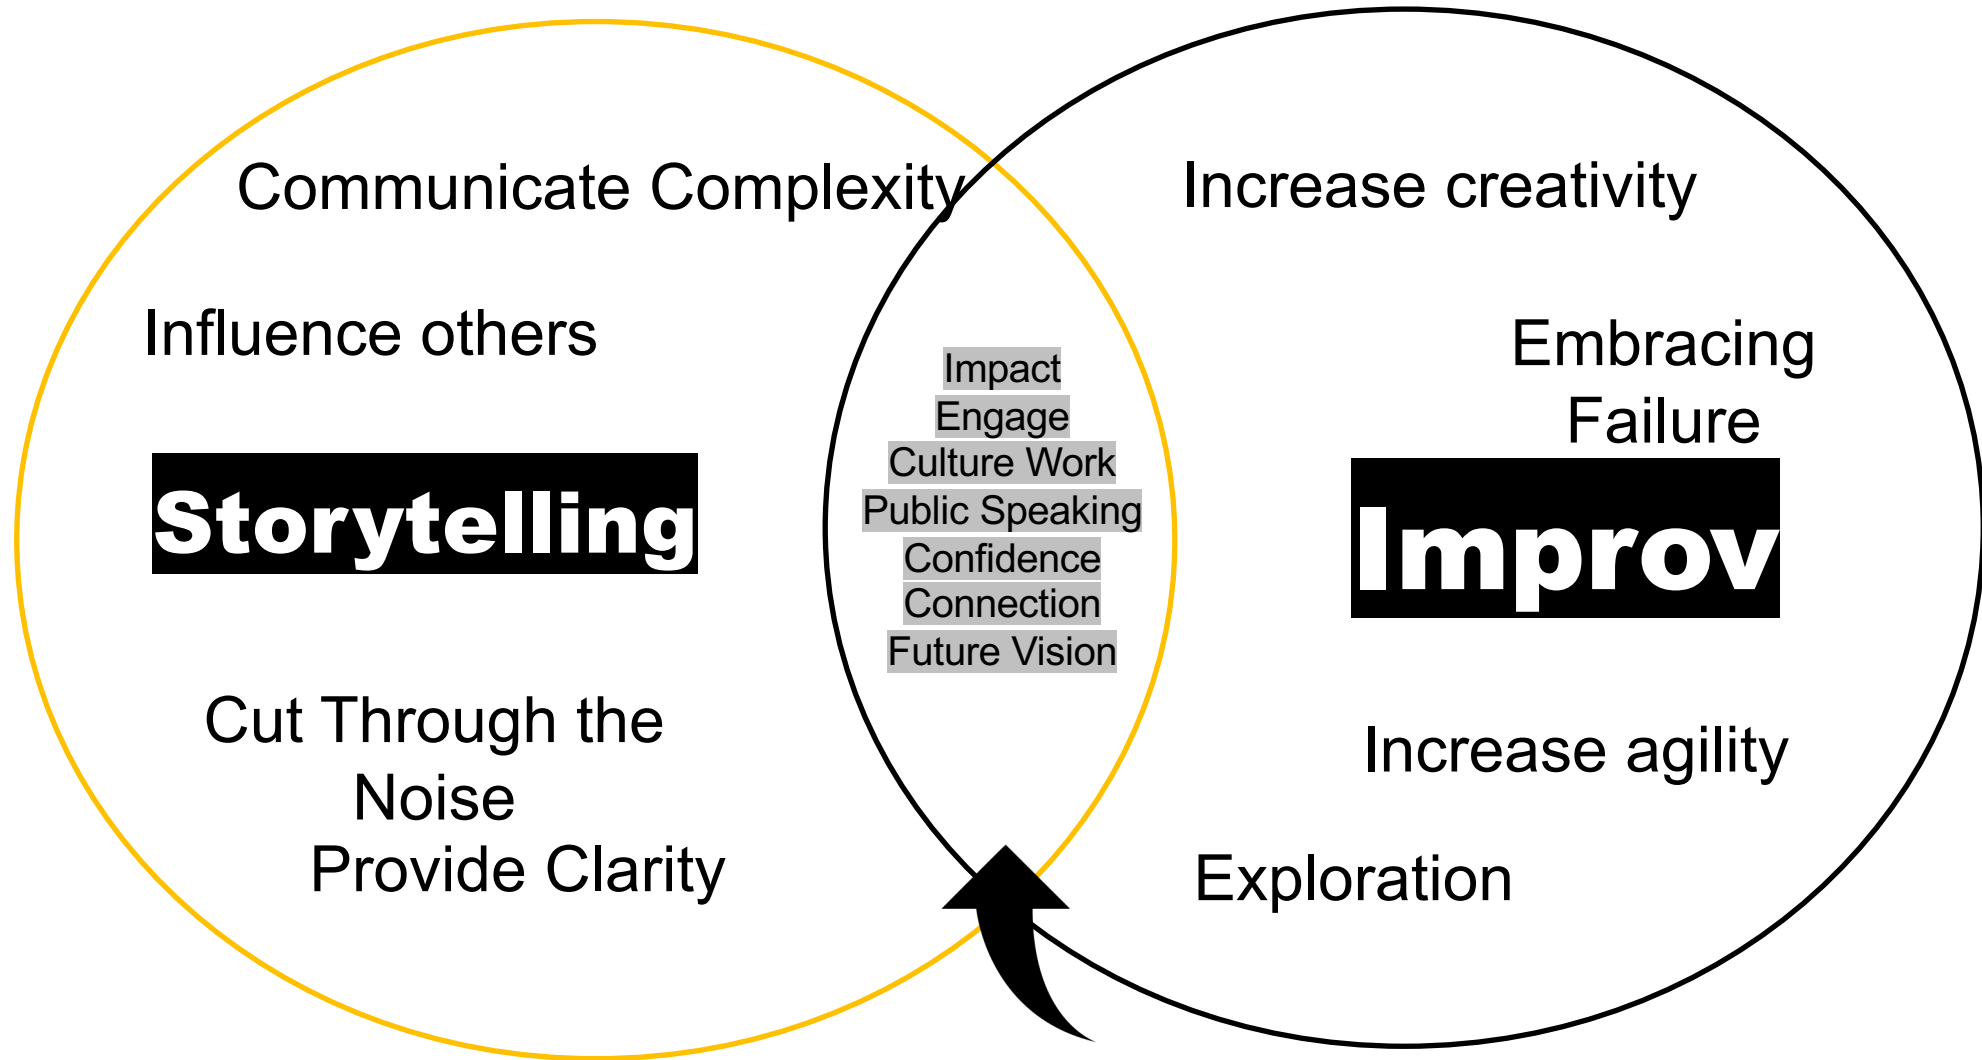 Communicate Complexity
Influence others
Storytelling
Cut Through the
Noise
Provide Clarity
Impact
Engage
Culture Work
Public Speaking
Confidence
Connection
Future Vision
Increase creativity
Embracing
Failure
Improv
Increase agility
Exploration